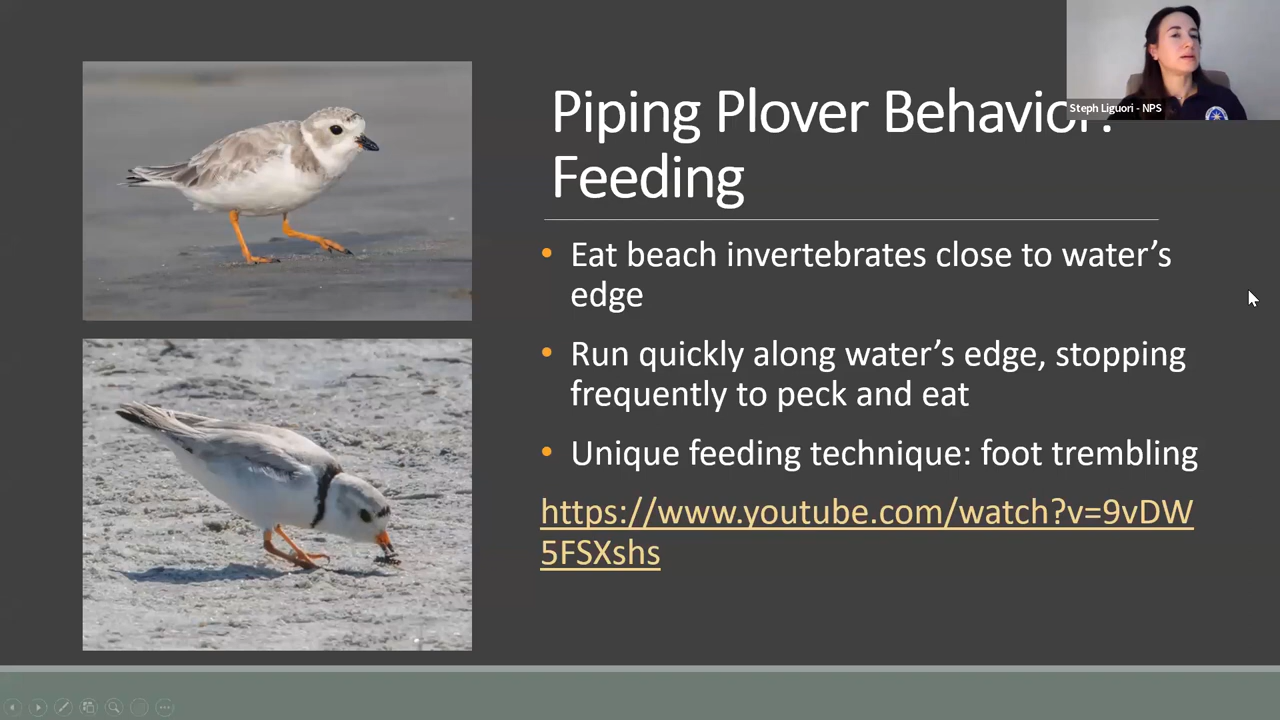 Steph Liguori - NPS
Piping Plover Behavior:
Feeding
• Eat beach invertebrates close to water’s
edge
• Run quickly along water’s edge, stopping
frequently to peck and eat
• Unique feeding technique: foot trembling
https://www.youtube.com/watch?v=9vDW
5FSXshs